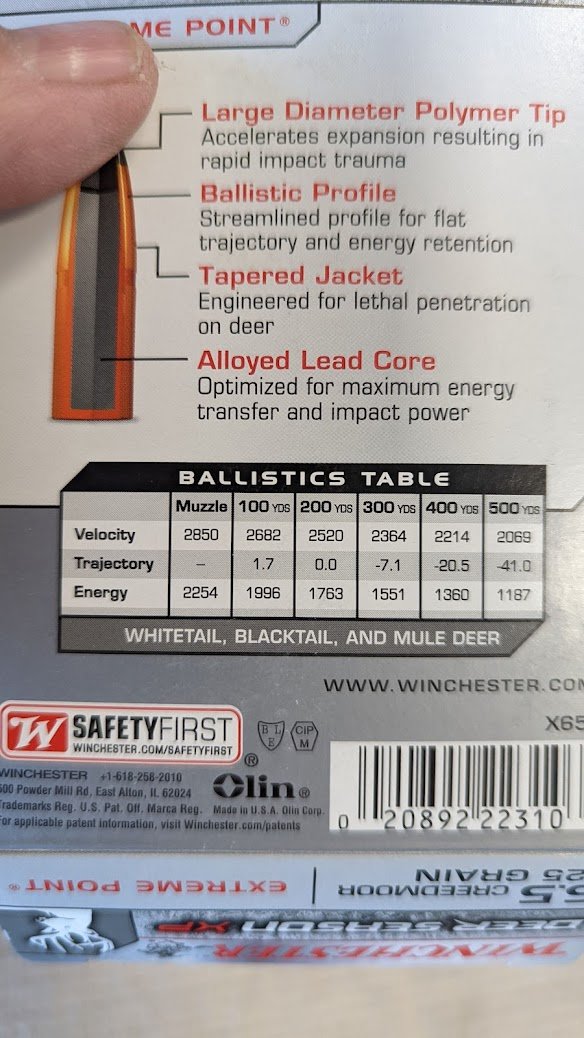 ME POINT®
Large Diameter Polymer Tip
Accelerates expansion resulting in
rapid impact trauma
Ballistic Profile
Streamlined profile for flat
trajectory and energy retention
Tapered Jacket
Engineered for lethal penetration
on deer
Alloyed Lead Core
Optimized for maximum energy
transfer and impact power
BALLISTICS TABLE
Muzzle 100 YDS 200 YDS 300 YDS 400 YDS 500 YDS
Velocity 2850 2682 2520 2364 2214 2069
Trajectory – 1.7 0.0 -7.1 -20.5 -41.0
Energy 2254 1996 1763 1551 1360 1187
WHITETAIL, BLACKTAIL, AND MULE DEER
WWW.WINCHESTER.COM
X65
W SAFETYFIRST
WINCHESTER.COM/SAFETYFIRST
BLE
CiP M
®
WINCHESTER +1-618-258-2010
600 Powder Mill Rd, East Alton, IL 62024
Trademarks Reg. U.S. Pat. Off. Marca Reg.
For applicable patent information, visit Winchester.com/patents
Olin®
Made in U.S.A. Olin Corp.
0 20892 22310
6.5 CREEDMOOR
25 GRAIN
EXTREME POINT®
WINCHESTER
DEER SEASON XP